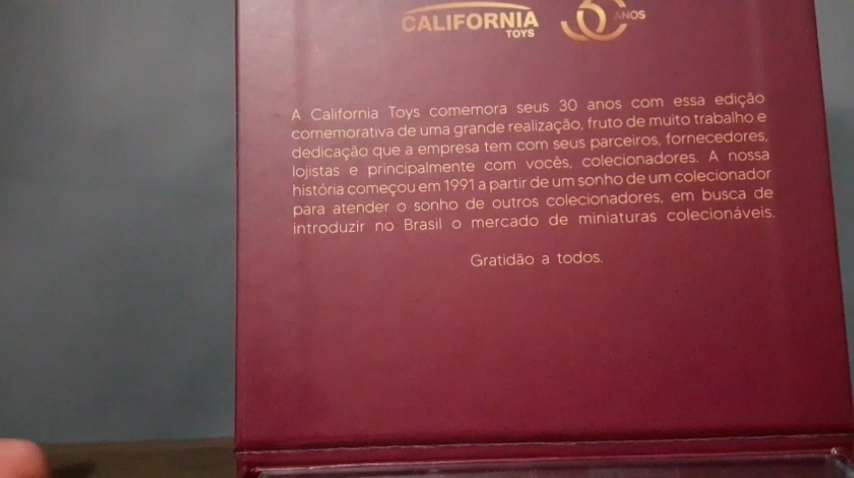 CALIFORNIA
TOYS
30 ANOS
A California Toys comemora seus 30 anos com essa edição
comemorativa de uma grande realização, fruto de muito trabalho e
dedicação que a empresa tem com seus parceiros, fornecedores,
lojistas e principalmente com vocês, colecionadores. A nossa
história começou em 1991 a partir de um sonho de um colecionador
para atender o sonho de outros colecionadores, em busca de
introduzir no Brasil o mercado de miniaturas colecionáveis.
Gratidão a todos.